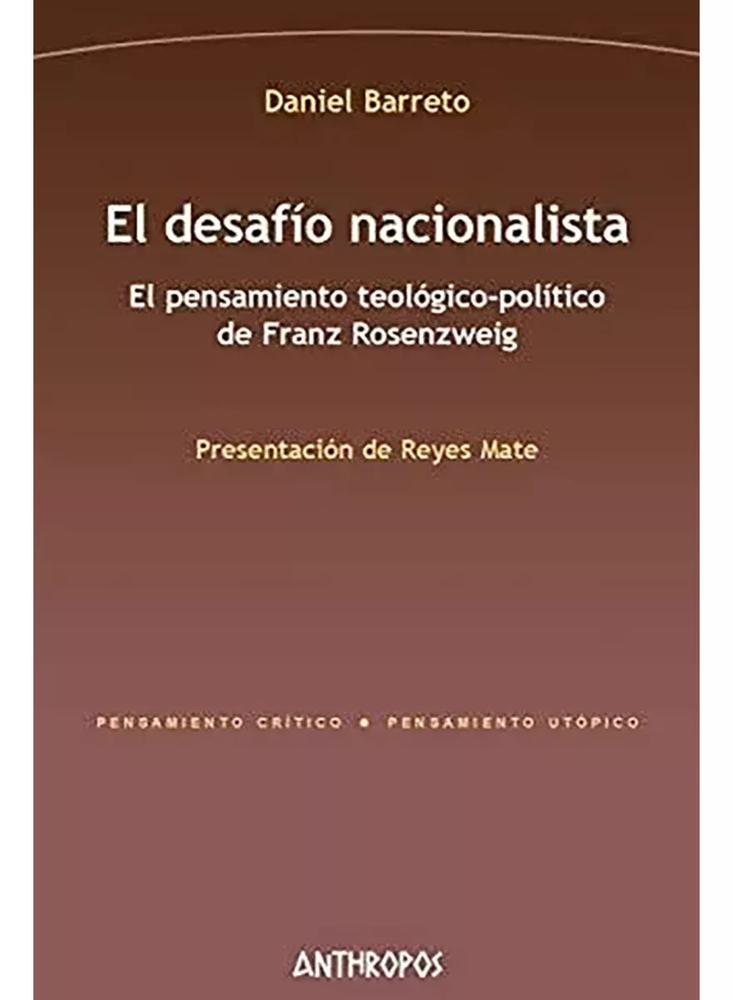 Daniel Barreto
El desafío nacionalista
El pensamiento teológico-político
de Franz Rosenzweig
Presentación de Reyes Mate
PENSAMIENTO CRÍTICO • PENSAMIENTO UTÓPICO
ANTHROPOS